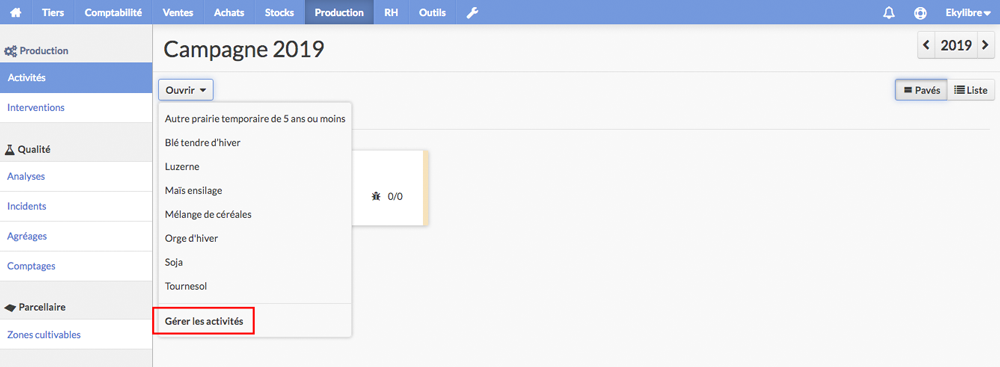 Tiers Comptabilité Ventes Achats Stocks Production RH Outils Ekylibre
Production
Activités
Interventions
Qualité
Analyses
Incidents
Agréages
Comptages
Parcellaire
Zones cultivables
Campagne 2019
2019
Ouvrir
Pavés Liste
Autre prairie temporaire de 5 ans ou moins
Blé tendre d'hiver
Luzerne
Maïs ensilage
Mélange de céréales
Orge d'hiver
Soja
Tournesol
Gérer les activités
0/0